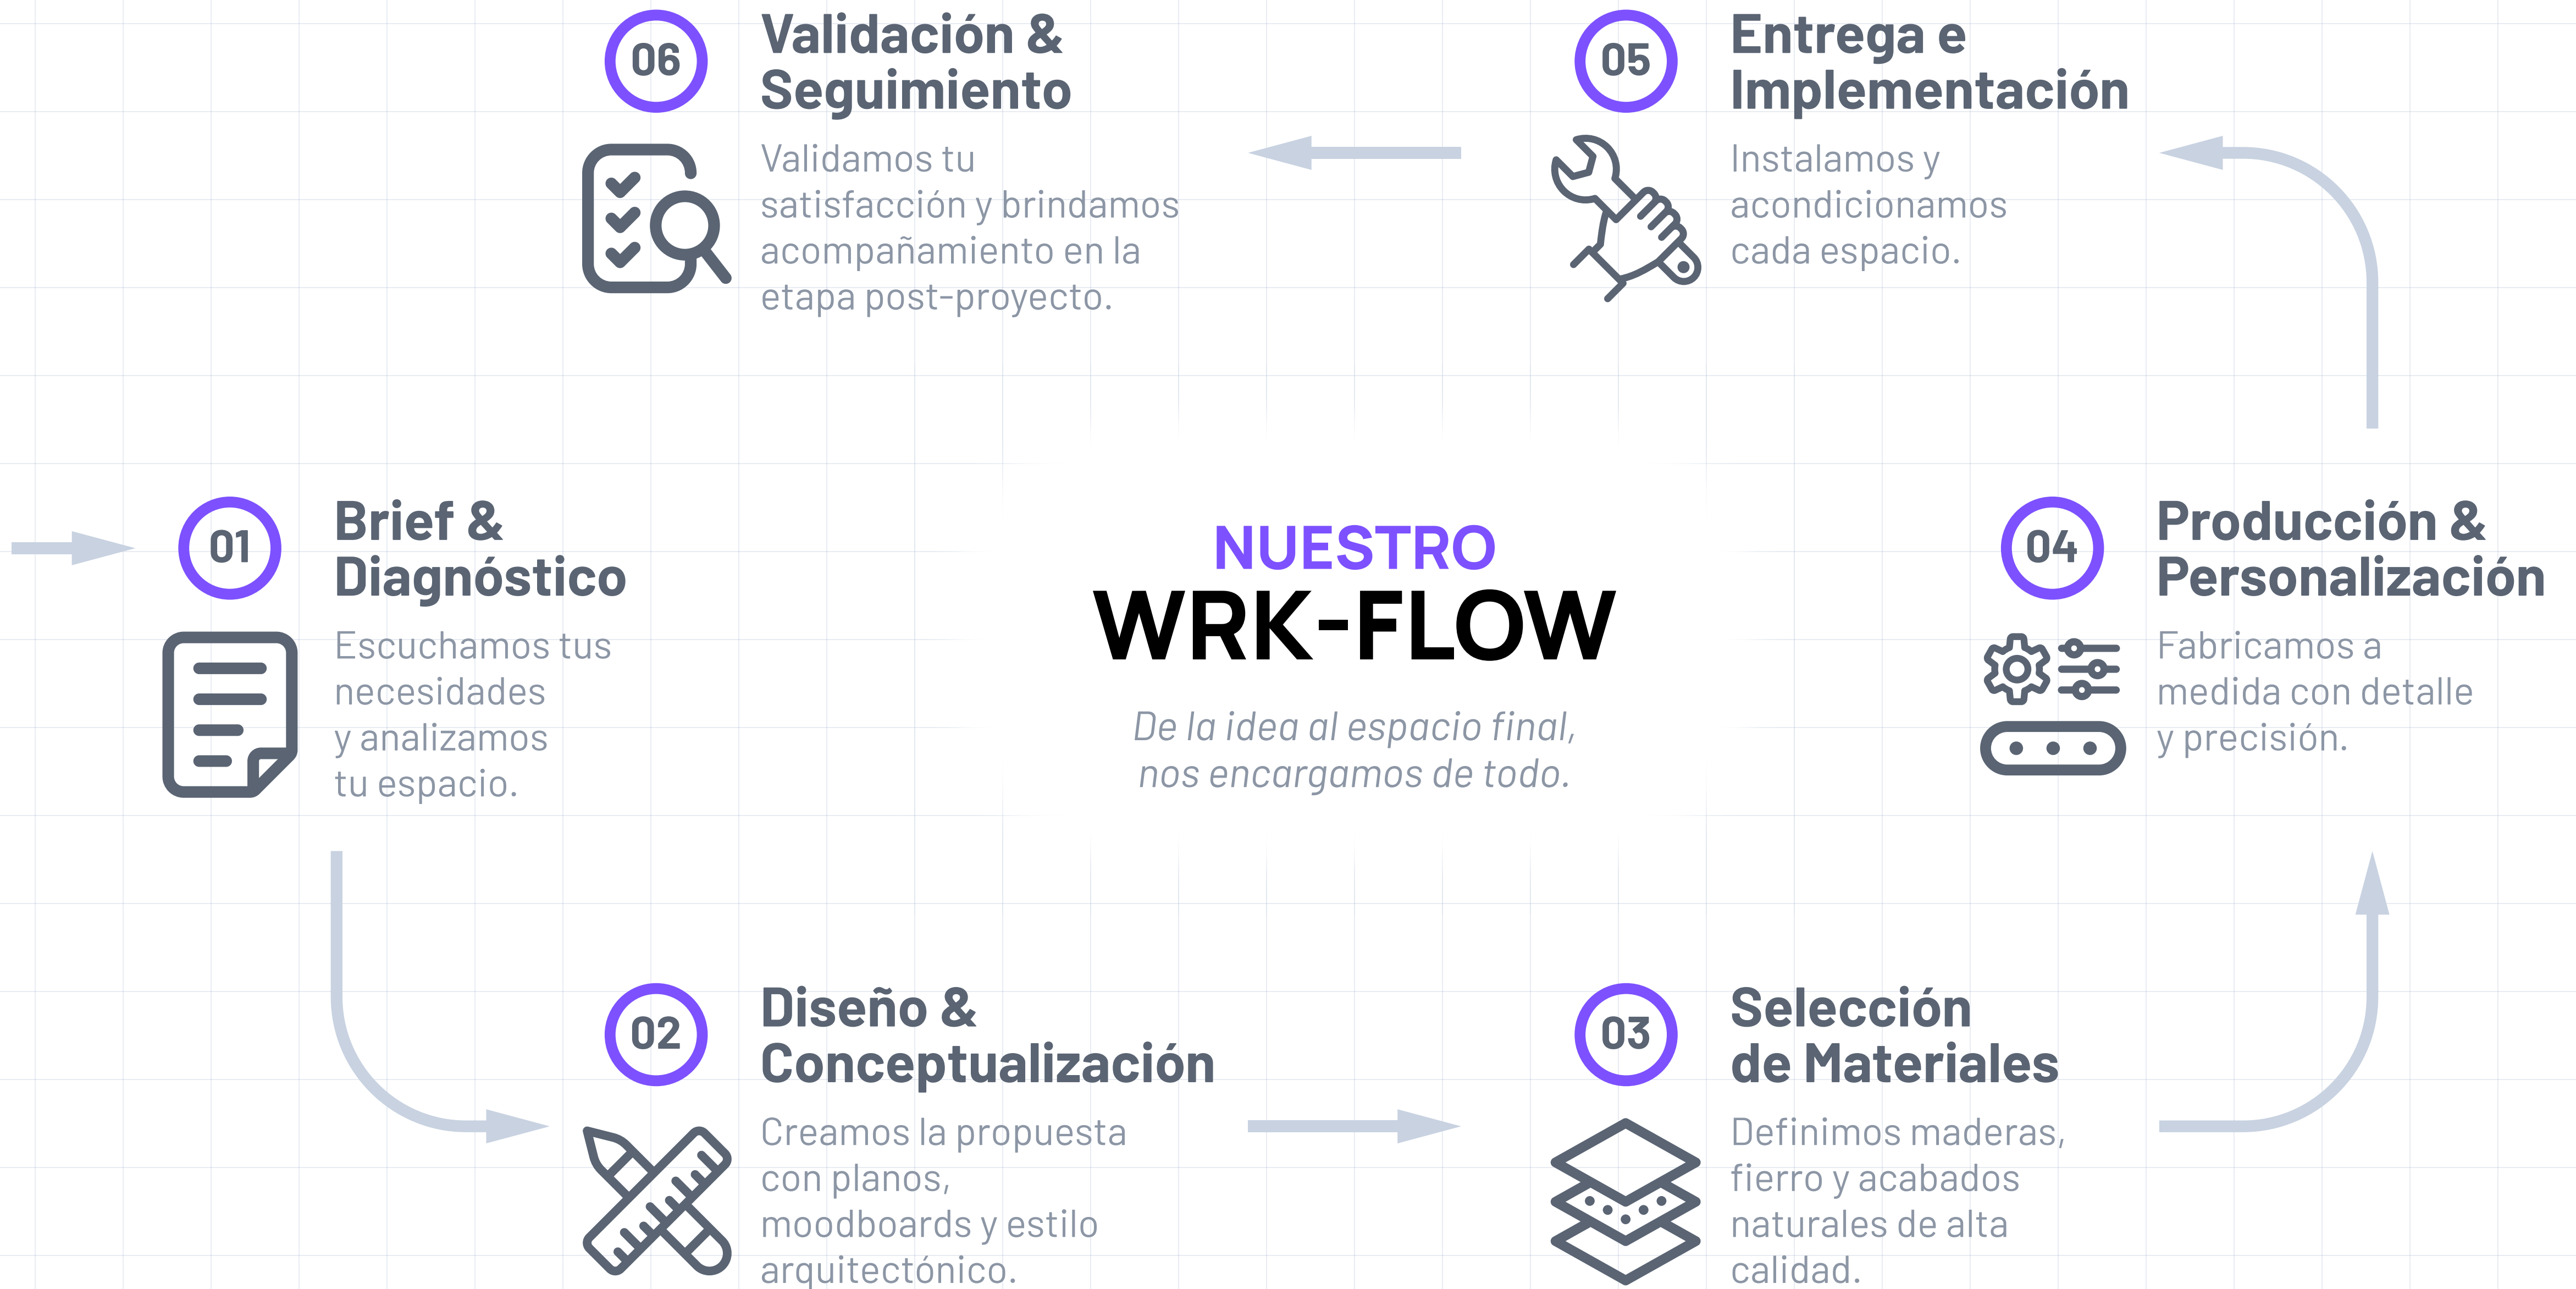 06
Validación &
Seguimiento
Validamos tu
satisfacción y brindamos
acompañamiento en la
etapa post-proyecto.
05
Entrega e
Implementación
Instalamos y
acondicionamos
cada espacio.
01
Brief &
Diagnóstico
Escuchamos tus
necesidades
y analizamos
tu espacio.
NUESTRO
WRK-FLOW
De la idea al espacio final,
nos encargamos de todo.
04
Producción &
Personalización
Fabricamos a
medida con detalle
y precisión.
02
Diseño &
Conceptualización
Creamos la propuesta
con planos,
moodboards y estilo
arquitectónico.
03
Selección
de Materiales
Definimos maderas,
fierro y acabados
naturales de alta
calidad.